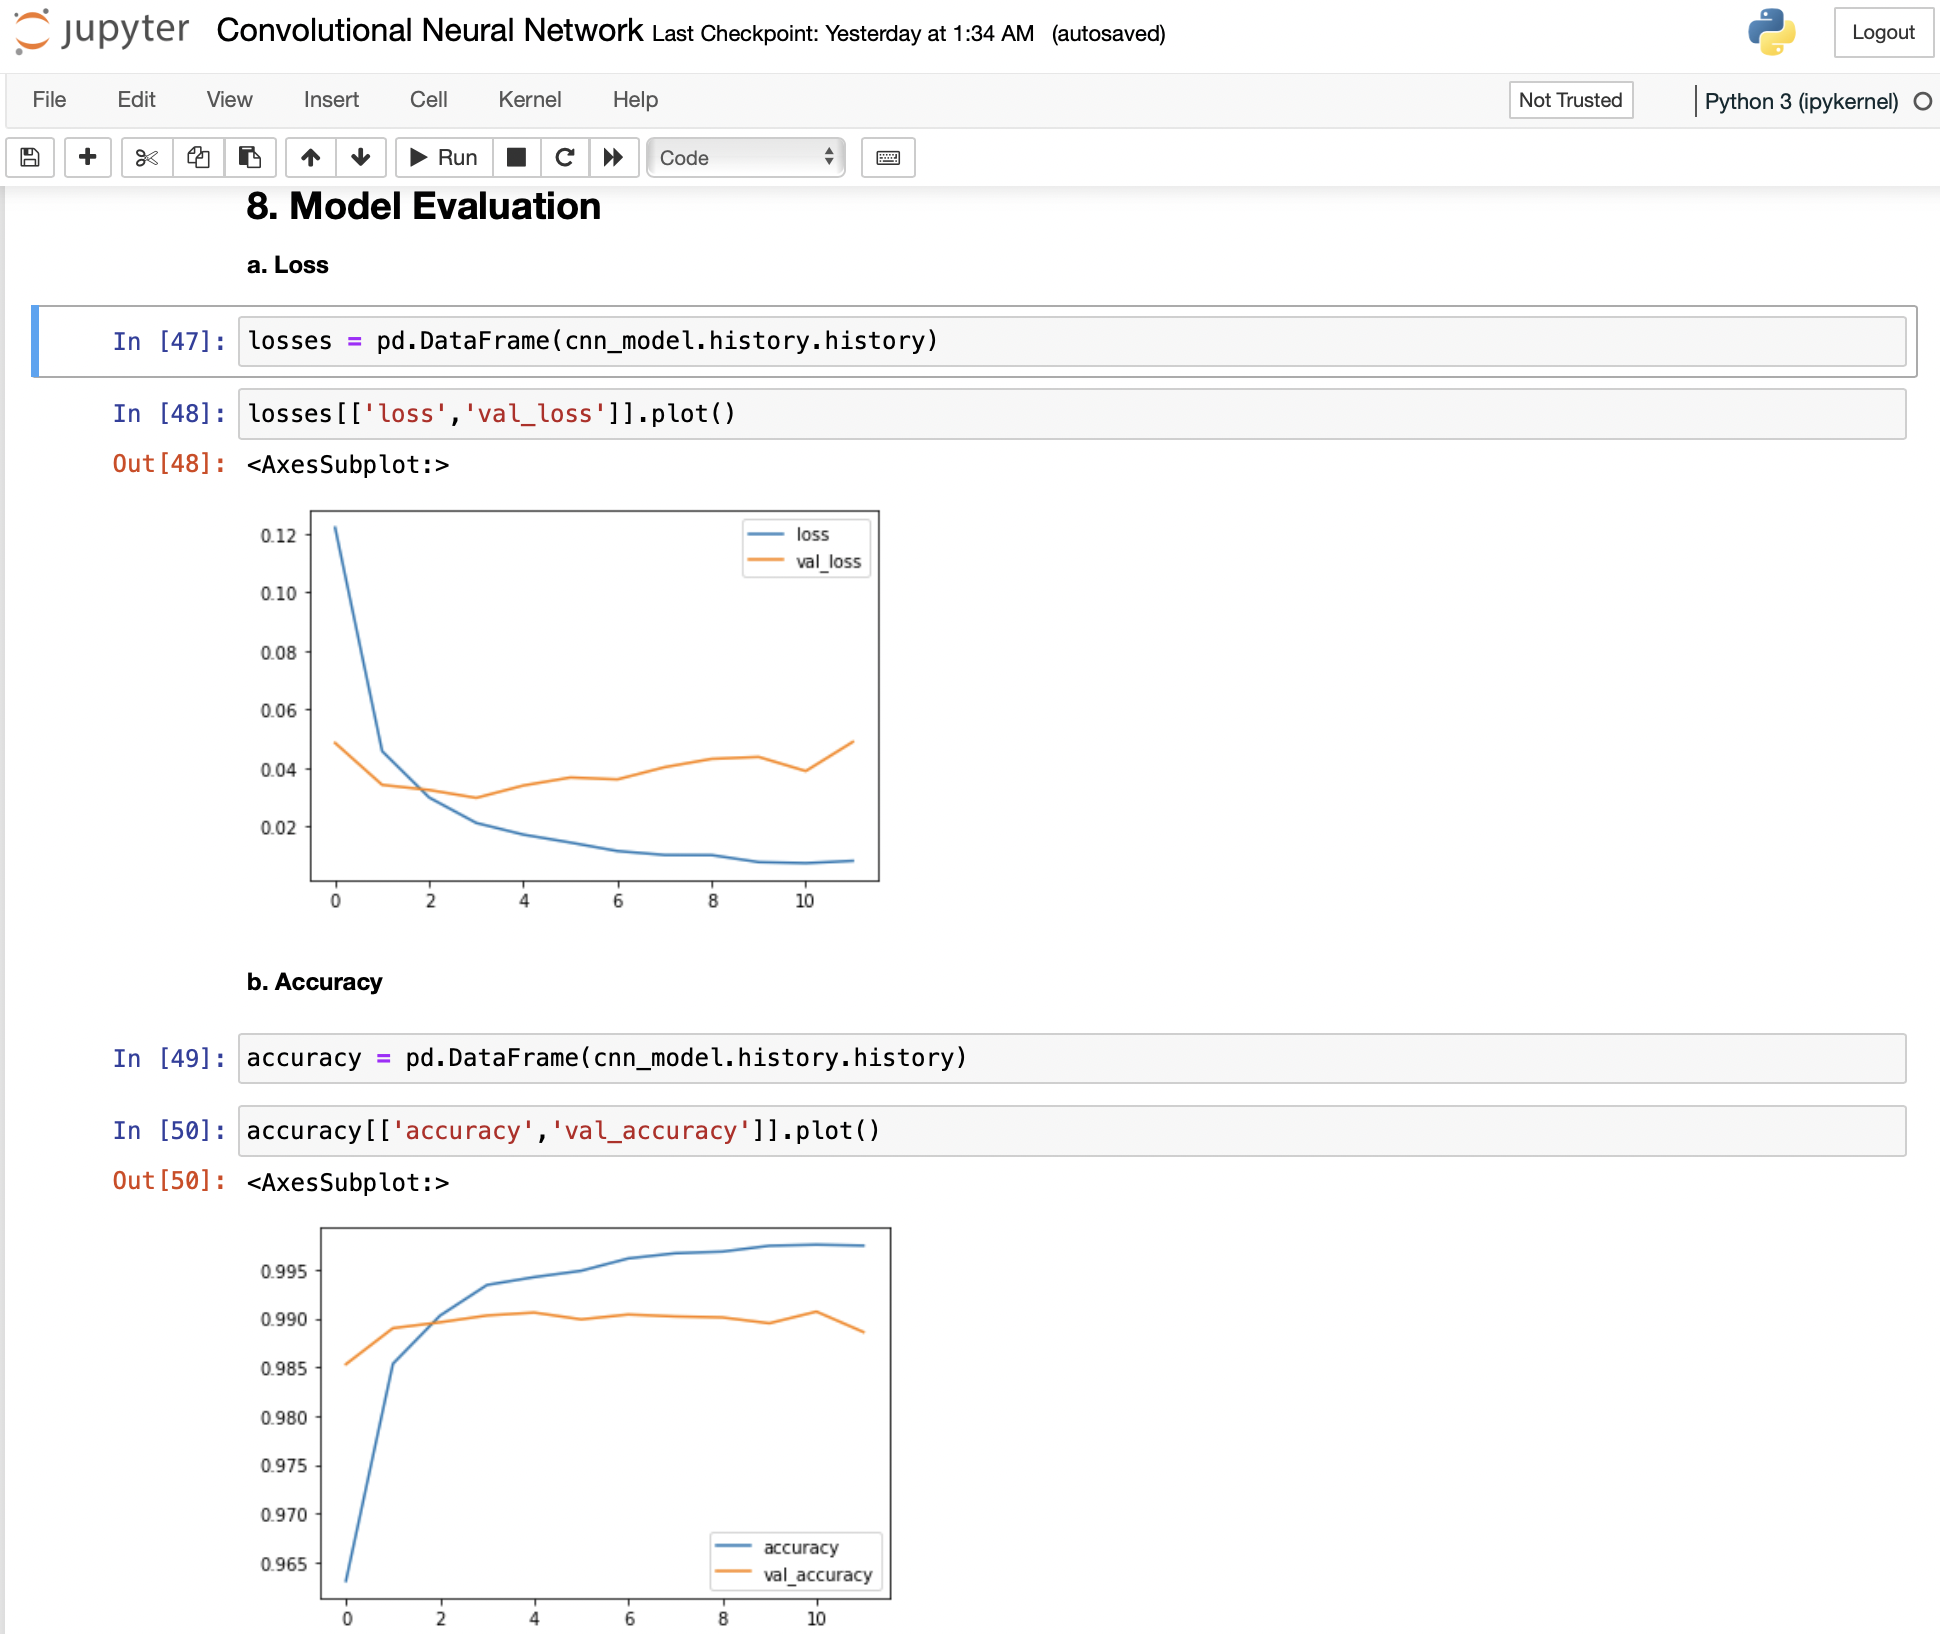 jupyter Convolutional Neural Network Last Checkpoint: Yesterday at 1:34 AM (autosaved) Logout
File Edit View Insert Cell Kernel Help Not Trusted Python 3 (ipykernel)
Run Code
8. Model Evaluation
a. Loss
In [47]: losses = pd.DataFrame(cnn_model.history.history)
In [48]: losses[['loss','val_loss']].plot()
Out[48]: <AxesSubplot:>
0.12
0.10
0.08
0.06
0.04
0.02
loss
val_loss
0 2 4 6 8 10
b. Accuracy
In [49]: accuracy = pd.DataFrame(cnn_model.history.history)
In [50]: accuracy[['accuracy','val_accuracy']].plot()
Out[50]: <AxesSubplot:>
0.995
0.990
0.985
0.980
0.975
0.970
0.965
accuracy
val_accuracy
0 2 4 6 8 10